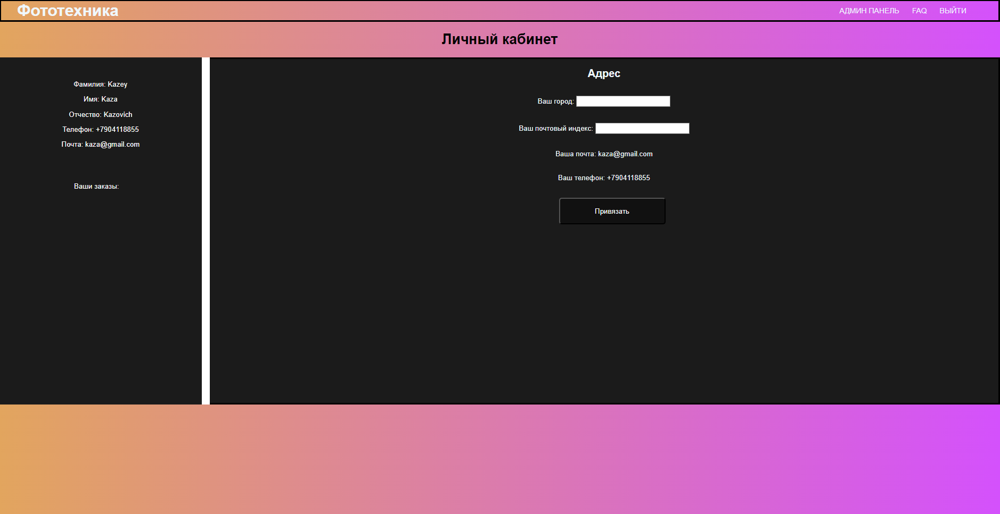 Фототехника
АДМИН ПАНЕЛЬ FAQ ВЫЙТИ
Личный кабинет
Фамилия: Kazey
Имя: Kaza
Отчество: Kazovich
Телефон: +7904118855
Почта: kaza@gmail.com
Ваши заказы:
Адрес
Ваш город:
Ваш почтовый индекс:
Ваша почта: kaza@gmail.com
Ваш телефон: +7904118855
Привязать